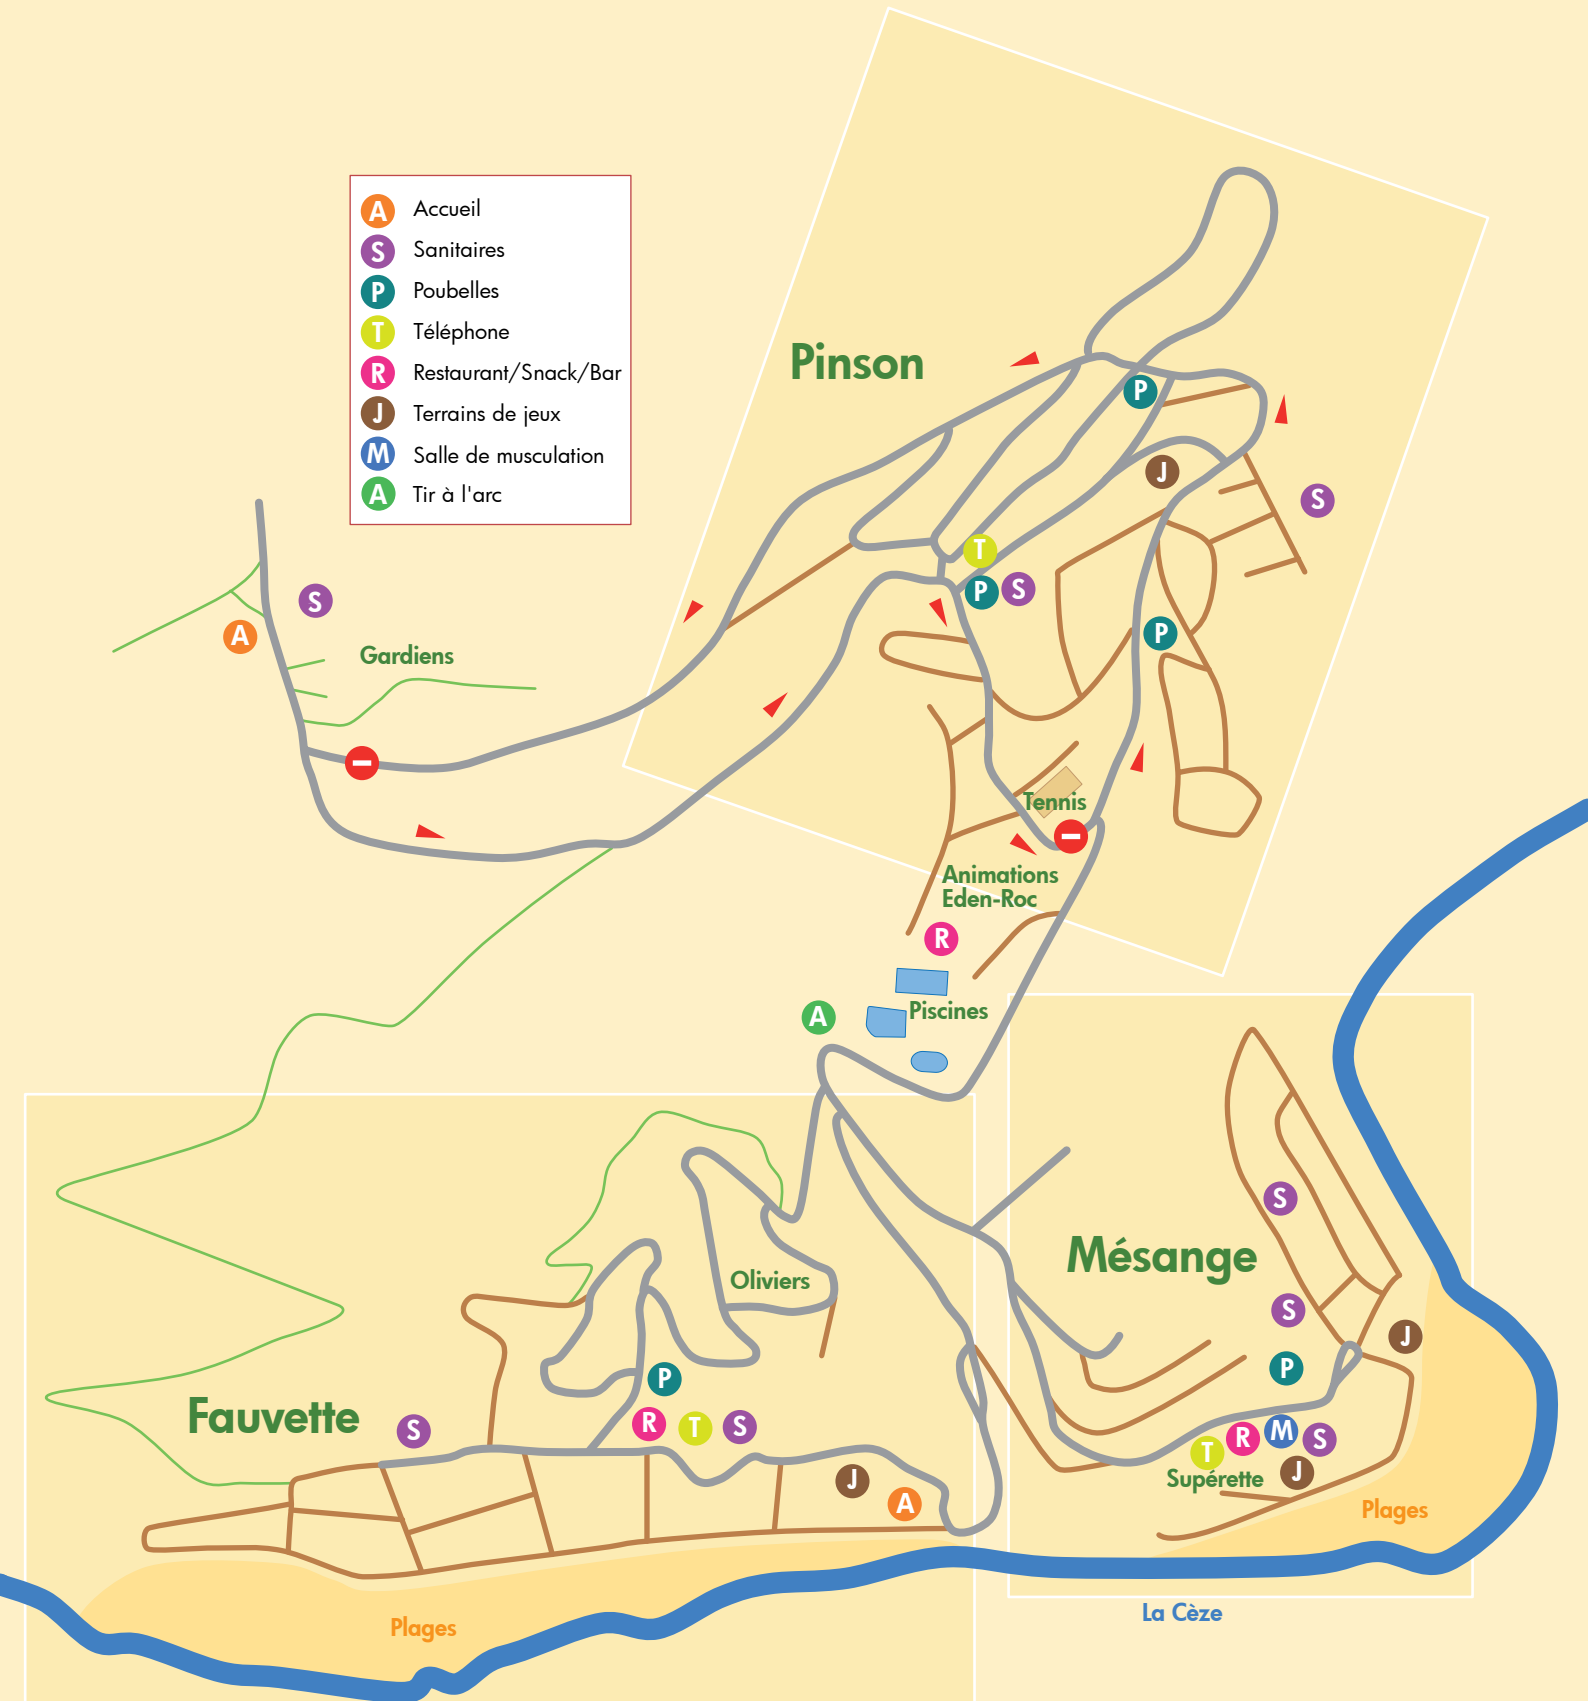 A Accueil
S Sanitaires
P Poubelles
T Téléphone
R Restaurant/Snack/Bar
J Terrains de jeux
M Salle de musculation
A Tir à l'arc
Pinson
P
J
S
T
P S
S
A
Gardiens
P
Tennis
Animations
Eden-Roc
R
Piscines
A
S
Mésange
Oliviers
S
J
P
P
Fauvette
S
R T S
T R M S
Supérette
J
J
A
Plages
Plages
La Cèze